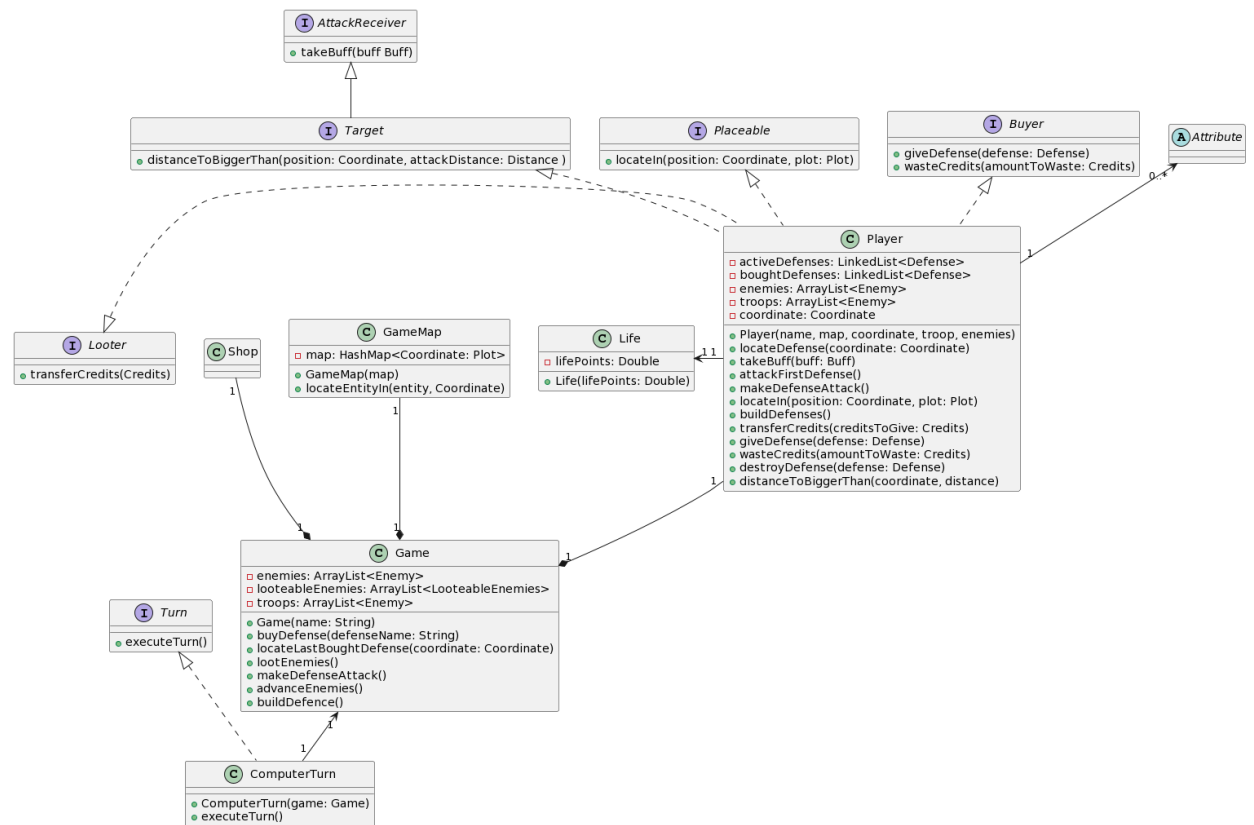 I AttackReceiver
takeBuff(buff Buff)
I Target
distanceToBiggerThan(position: Coordinate, attackDistance: Distance )
I Placeable
locateIn(position: Coordinate, plot: Plot)
I Buyer
giveDefense(defense: Defense)
wasteCredits(amountToWaste: Credits)
A Attribute
0..*
1
C Player
activeDefenses: LinkedList<Defense>
boughtDefenses: LinkedList<Defense>
enemies: ArrayList<Enemy>
troops: ArrayList<Enemy>
coordinate: Coordinate
Player(name, map, coordinate, troop, enemies)
locateDefense(coordinate: Coordinate)
takeBuff(buff: Buff)
attackFirstDefense()
makeDefenseAttack()
locateIn(position: Coordinate, plot: Plot)
buildDefenses()
transferCredits(creditsToGive: Credits)
giveDefense(defense: Defense)
wasteCredits(amountToWaste: Credits)
destroyDefense(defense: Defense)
distanceToBiggerThan(coordinate, distance)
I Looter
transferCredits(Credits)
C Shop
1
C GameMap
map: HashMap<Coordinate: Plot>
GameMap(map)
locateEntityIn(entity, Coordinate)
1
C Life
lifePoints: Double
Life(lifePoints: Double)
1 1
1
1
1
1
C Game
enemies: ArrayList<Enemy>
looteableEnemies: ArrayList<LooteableEnemies>
troops: ArrayList<Enemy>
Game(name: String)
buyDefense(defenseName: String)
locateLastBoughtDefense(coordinate: Coordinate)
lootEnemies()
makeDefenseAttack()
advanceEnemies()
buildDefence()
I Turn
executeTurn()
1
1
C ComputerTurn
ComputerTurn(game: Game)
executeTurn()